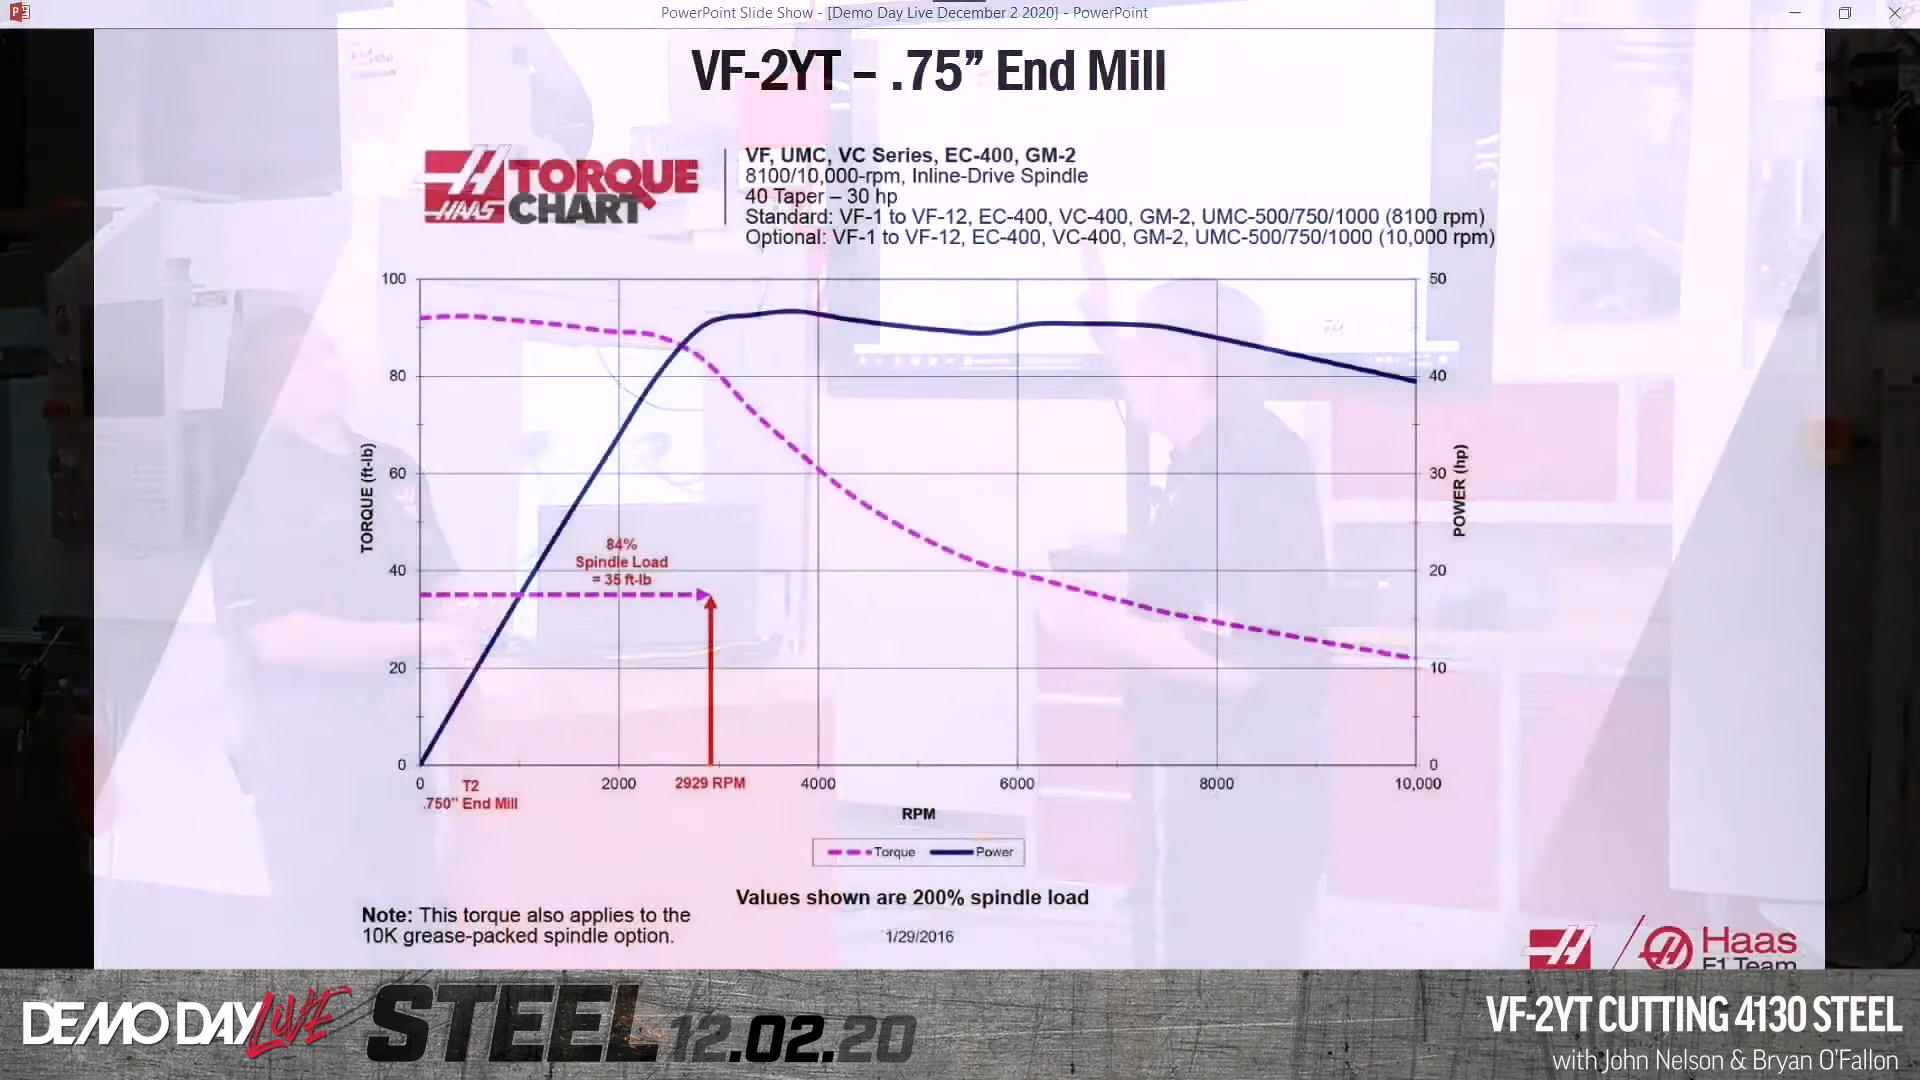 PowerPoint Slide Show - [Demo Day Live December 2 2020] - PowerPoint
VF-2YT – .75” End Mill
HAAS
TORQUE
CHART
VF, UMC, VC Series, EC-400, GM-2
8100/10,000-rpm, Inline-Drive Spindle
40 Taper – 30 hp
Standard: VF-1 to VF-12, EC-400, VC-400, GM-2, UMC-500/750/1000 (8100 rpm)
Optional: VF-1 to VF-12, EC-400, VC-400, GM-2, UMC-500/750/1000 (10,000 rpm)
100
80
60
40
20
0
TORQUE (ft-lb)
50
40
30
20
10
0
POWER (hp)
84%
Spindle Load
= 35 ft-lb
0
2000
2929 RPM
4000
6000
8000
10,000
T2
.750" End Mill
RPM
Torque
Power
Values shown are 200% spindle load
Note: This torque also applies to the
10K grease-packed spindle option.
1/29/2016
Haas
F1 Team
DEMO DAY LIVE
STEEL
12.02.20
VF-2YT CUTTING 4130 STEEL
with John Nelson & Bryan O'Fallon